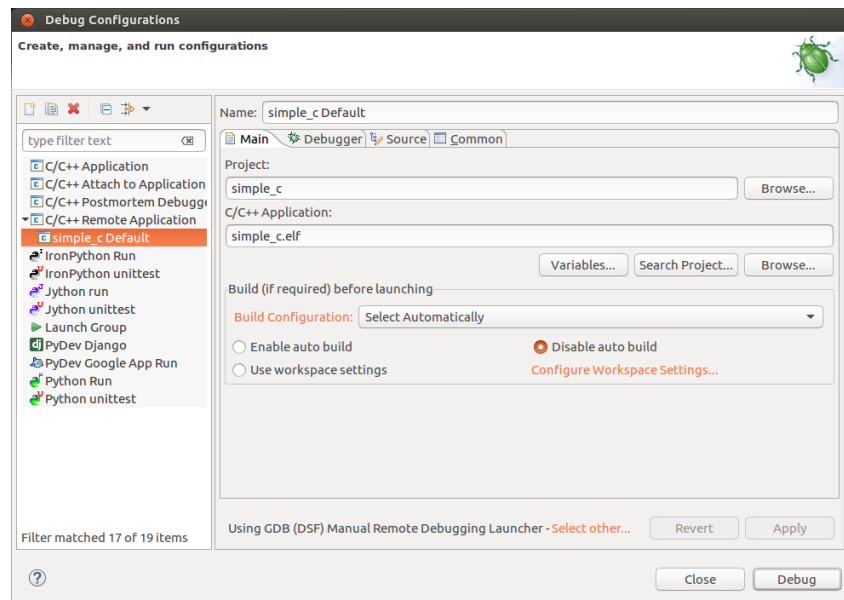 Debug Configurations
Create, manage, and run configurations
Name: simple_c Default
type filter text
Main Debugger Source Common
C/C++ Application
C/C++ Attach to Application
C/C++ Postmortem Debugge
C/C++ Remote Application
simple_c Default
IronPython Run
IronPython unittest
Jython run
Jython unittest
Launch Group
PyDev Django
PyDev Google App Run
Python Run
Python unittest
Filter matched 17 of 19 items
Project:
simple_c
Browse...
C/C++ Application:
simple_c.elf
Variables... Search Project... Browse...
Build (if required) before launching
Build Configuration: Select Automatically
Enable auto build Disable auto build
Use workspace settings Configure Workspace Settings...
Using GDB (DSF) Manual Remote Debugging Launcher - Select other... Revert Apply
? Close Debug